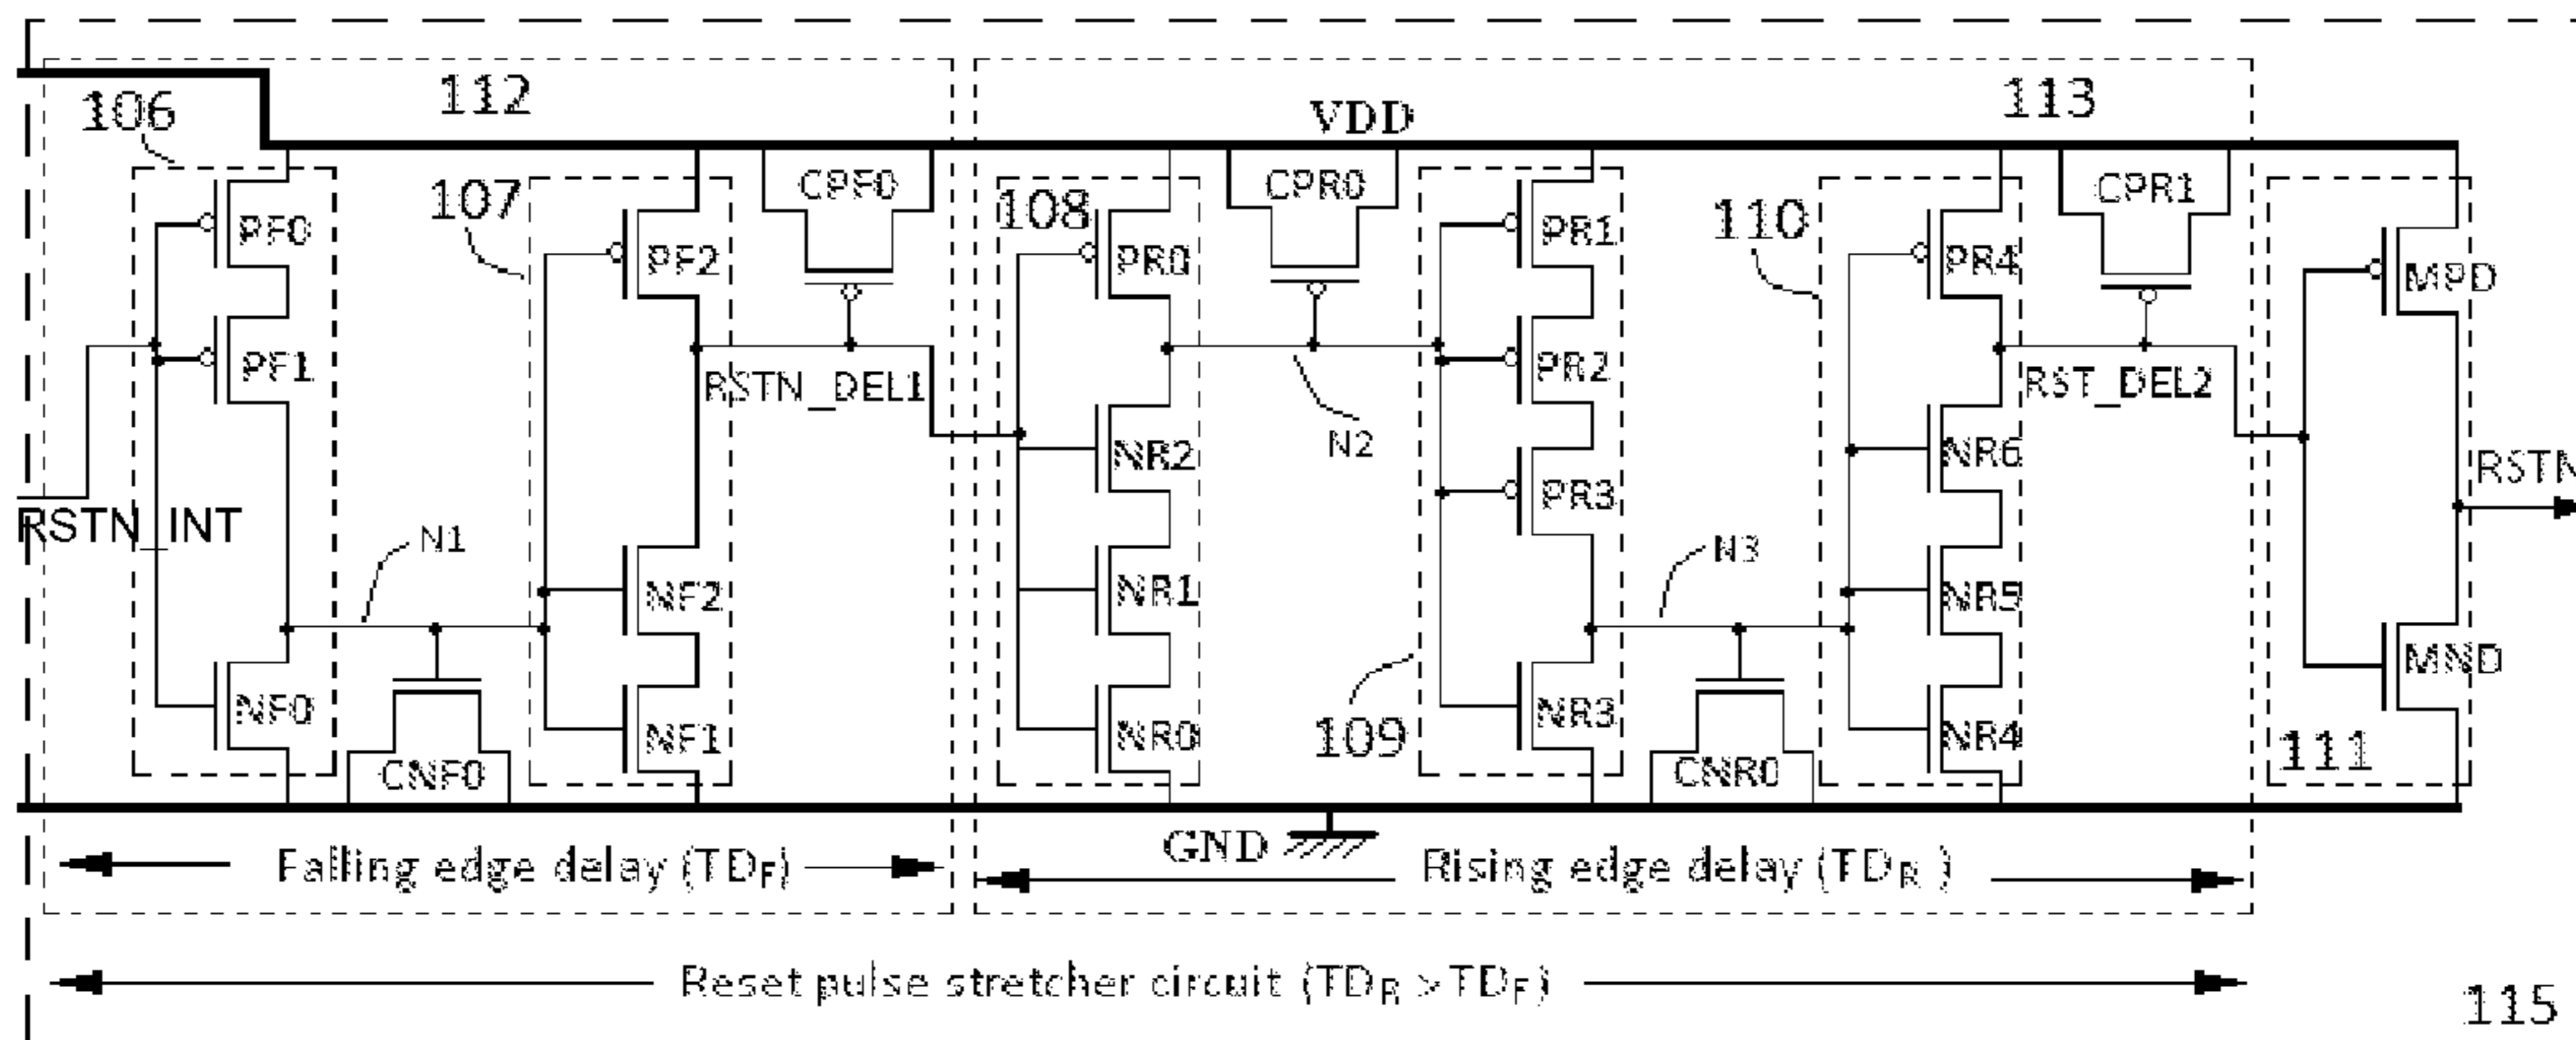 106
112
VDD
113
PF0
107
CPF0
108
CPR0
PR1
110
CPR1
PF2
PR0
PR4
MPD
PF1
RSTN_DEL1
N2
PR2
RST_DEL2
NR2
NR6
RSTN
RSTN_INT
N1
PR3
N3
NF2
NR1
NR5
MND
NF0
NF1
NR0
109
NR3
NR4
CNF0
CNR0
111
GND
Falling edge delay (TDF)
Rising edge delay (TDR )
Reset pulse stretcher circuit (TDR > TDF)
115